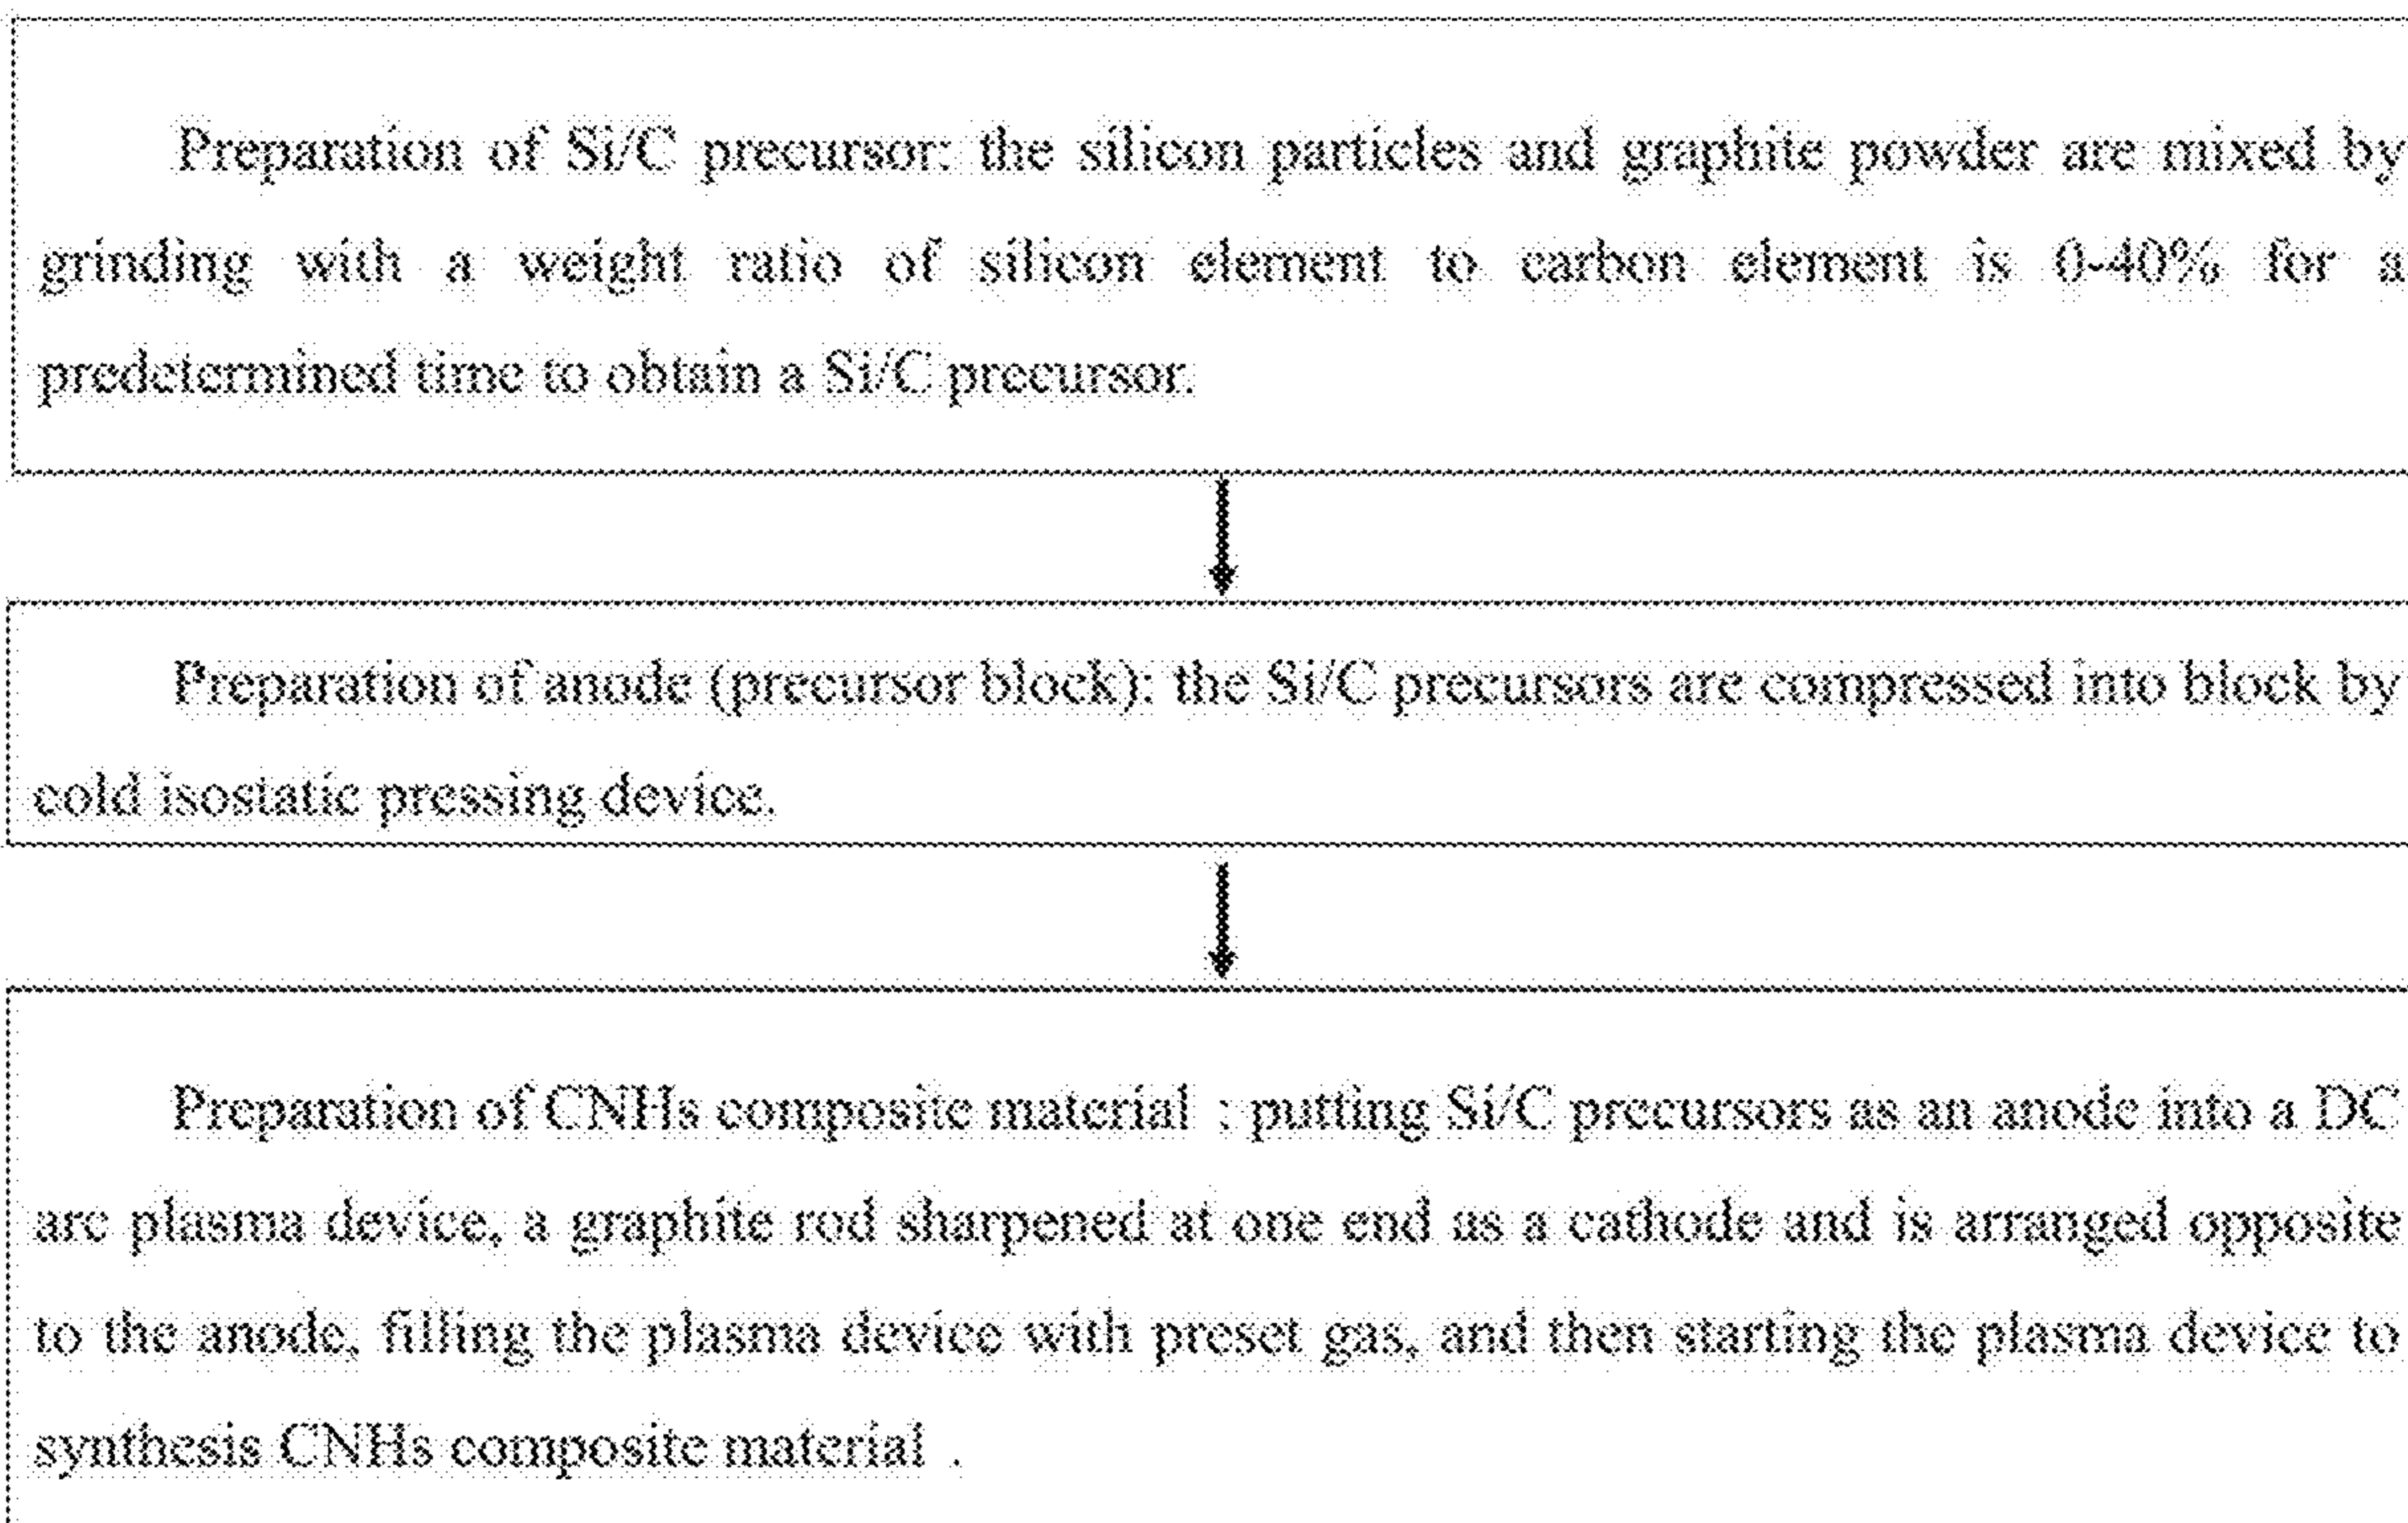 Preparation of Si/C precursor: the silicon particles and graphite powder are mixed by
grinding with a weight ratio of silicon element to carbon element is 0-40% for a
predetermined time to obtain a Si/C precursor.
Preparation of anode (precursor block): the Si/C precursors are compressed into block by
cold isostatic pressing device.
Preparation of CNHs composite material : putting Si/C precursors as an anode into a DC
arc plasma device, a graphite rod sharpened at one end as a cathode and is arranged opposite
to the anode, filling the plasma device with preset gas, and then starting the plasma device to
synthesis CNHs composite material .